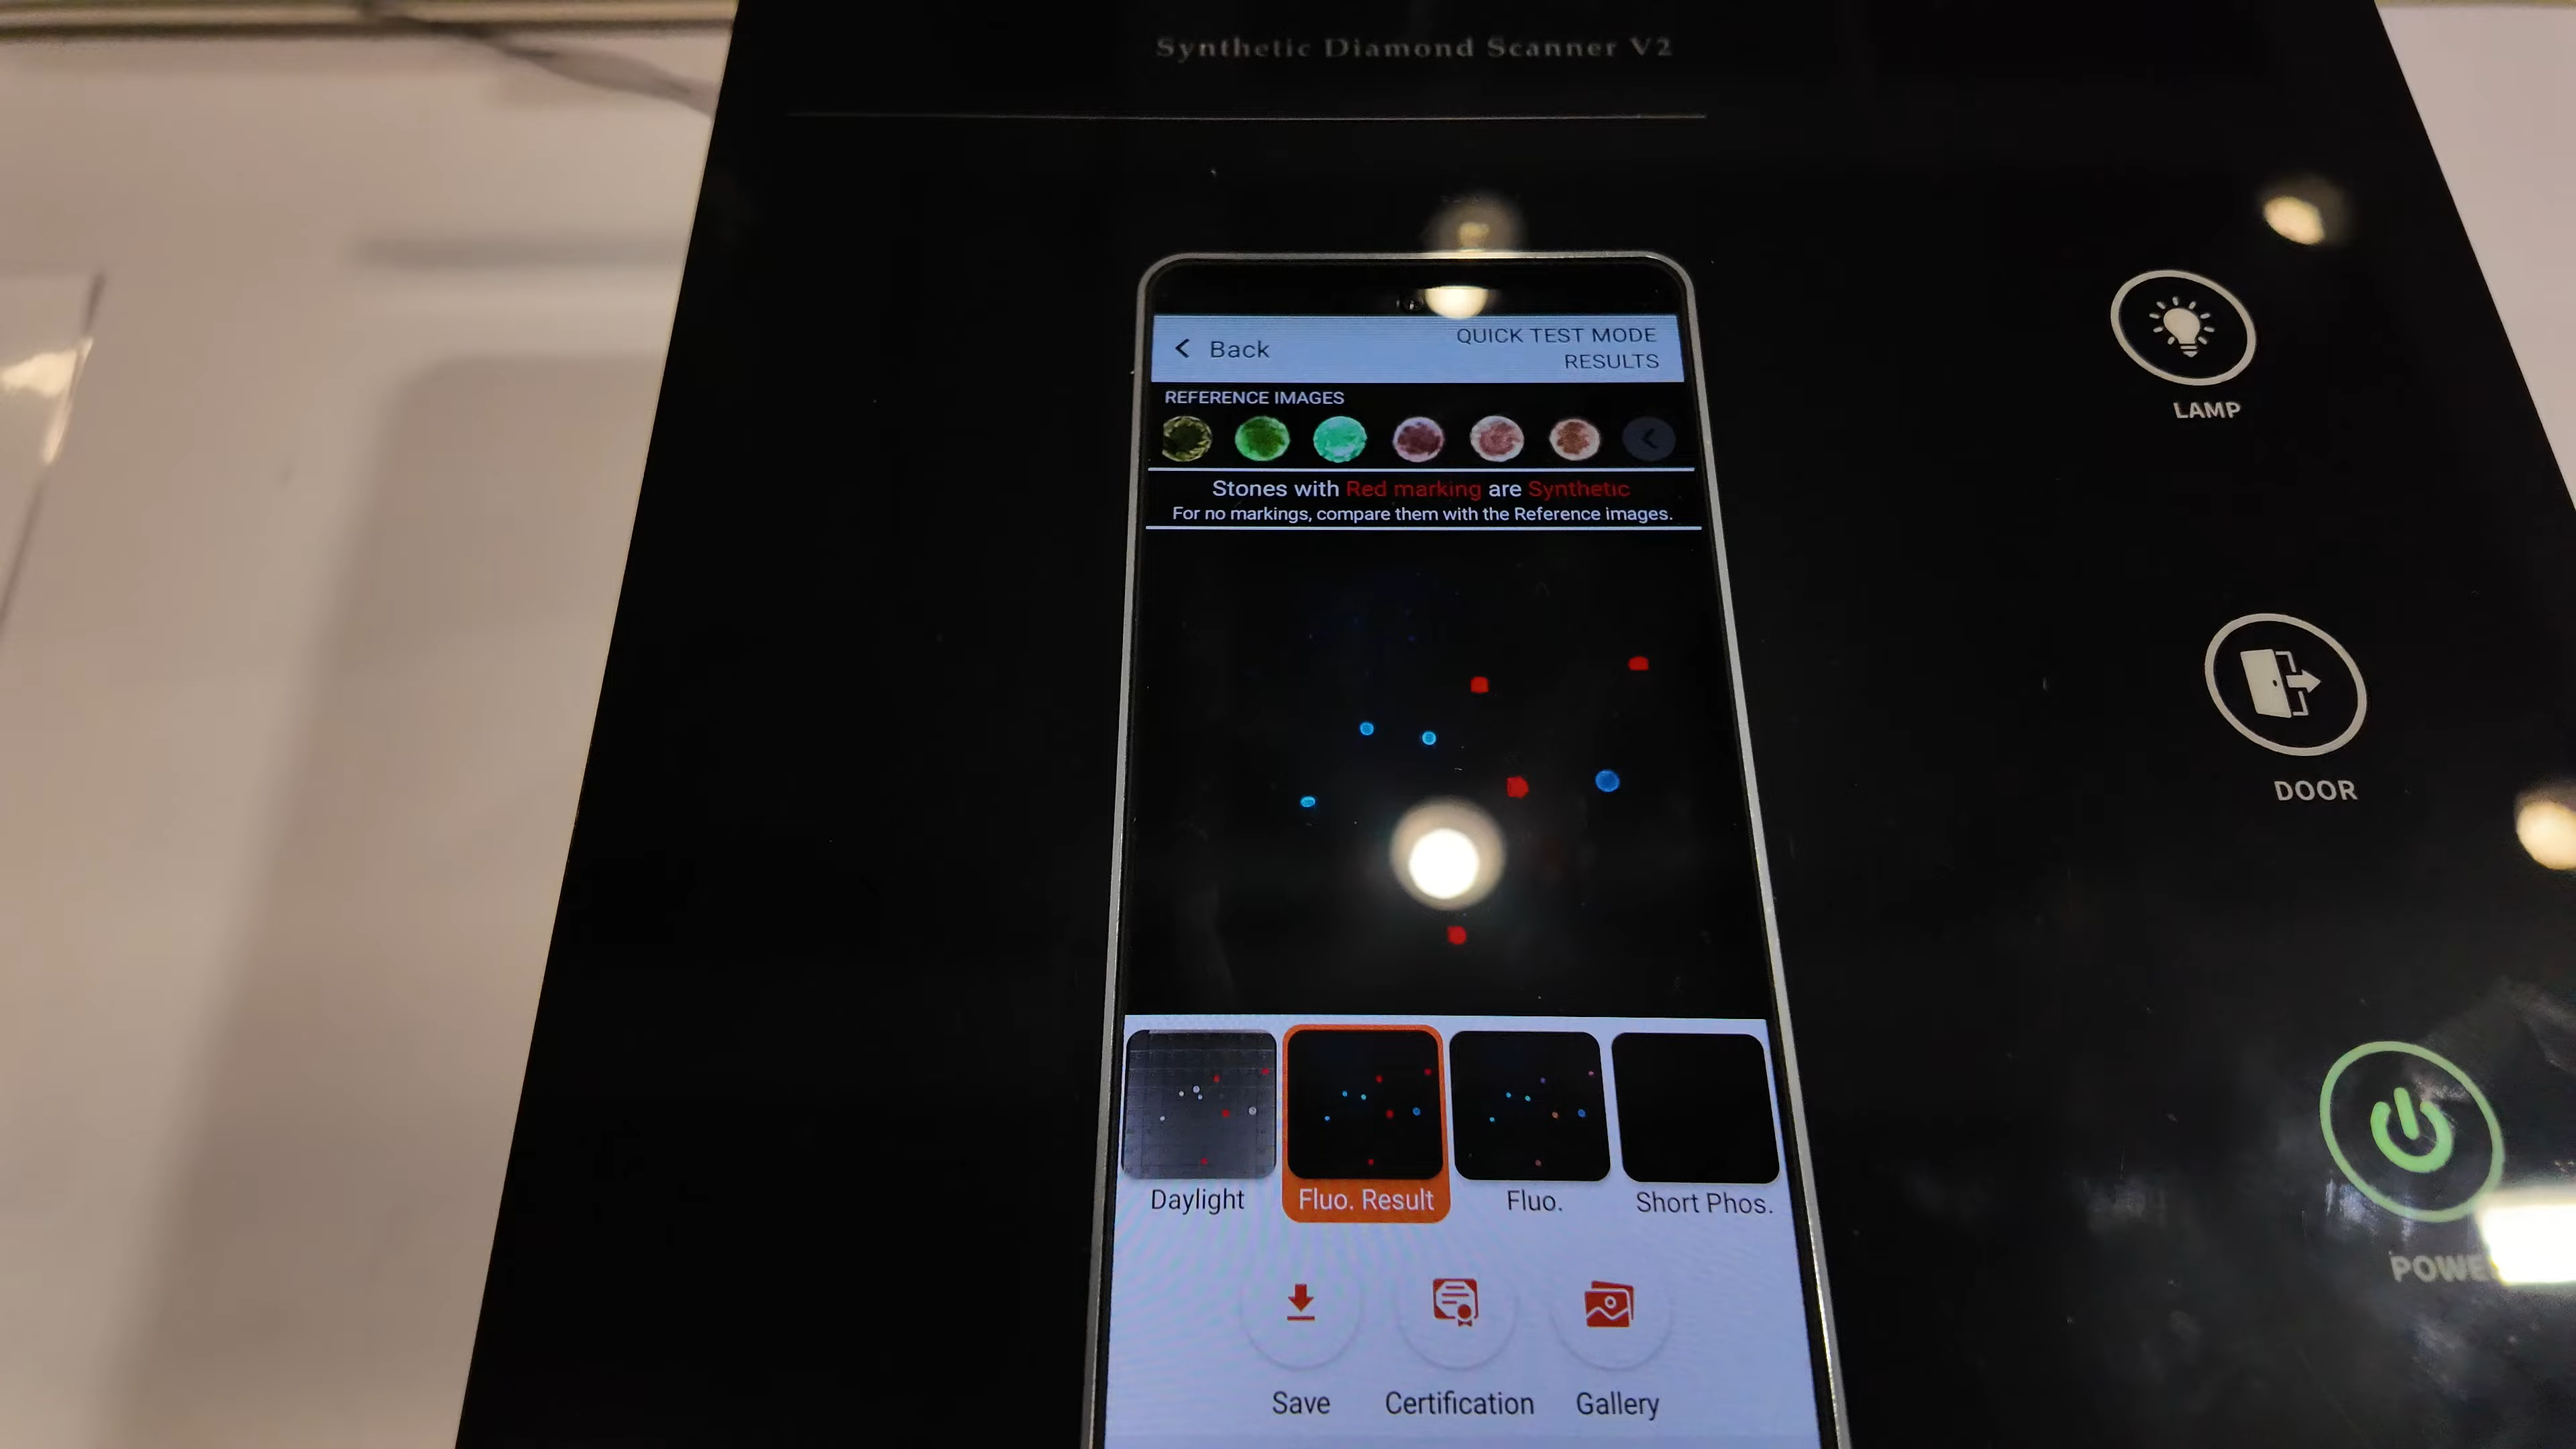 Synthetic Diamond Scanner V2
Back
QUICK TEST MODE
RESULTS
REFERENCE IMAGES
Stones with Red marking are Synthetic
For no markings, compare them with the Reference images.
LAMP
DOOR
Daylight
Fluo. Result
Fluo.
Short Phos.
Save
Certification
Gallery